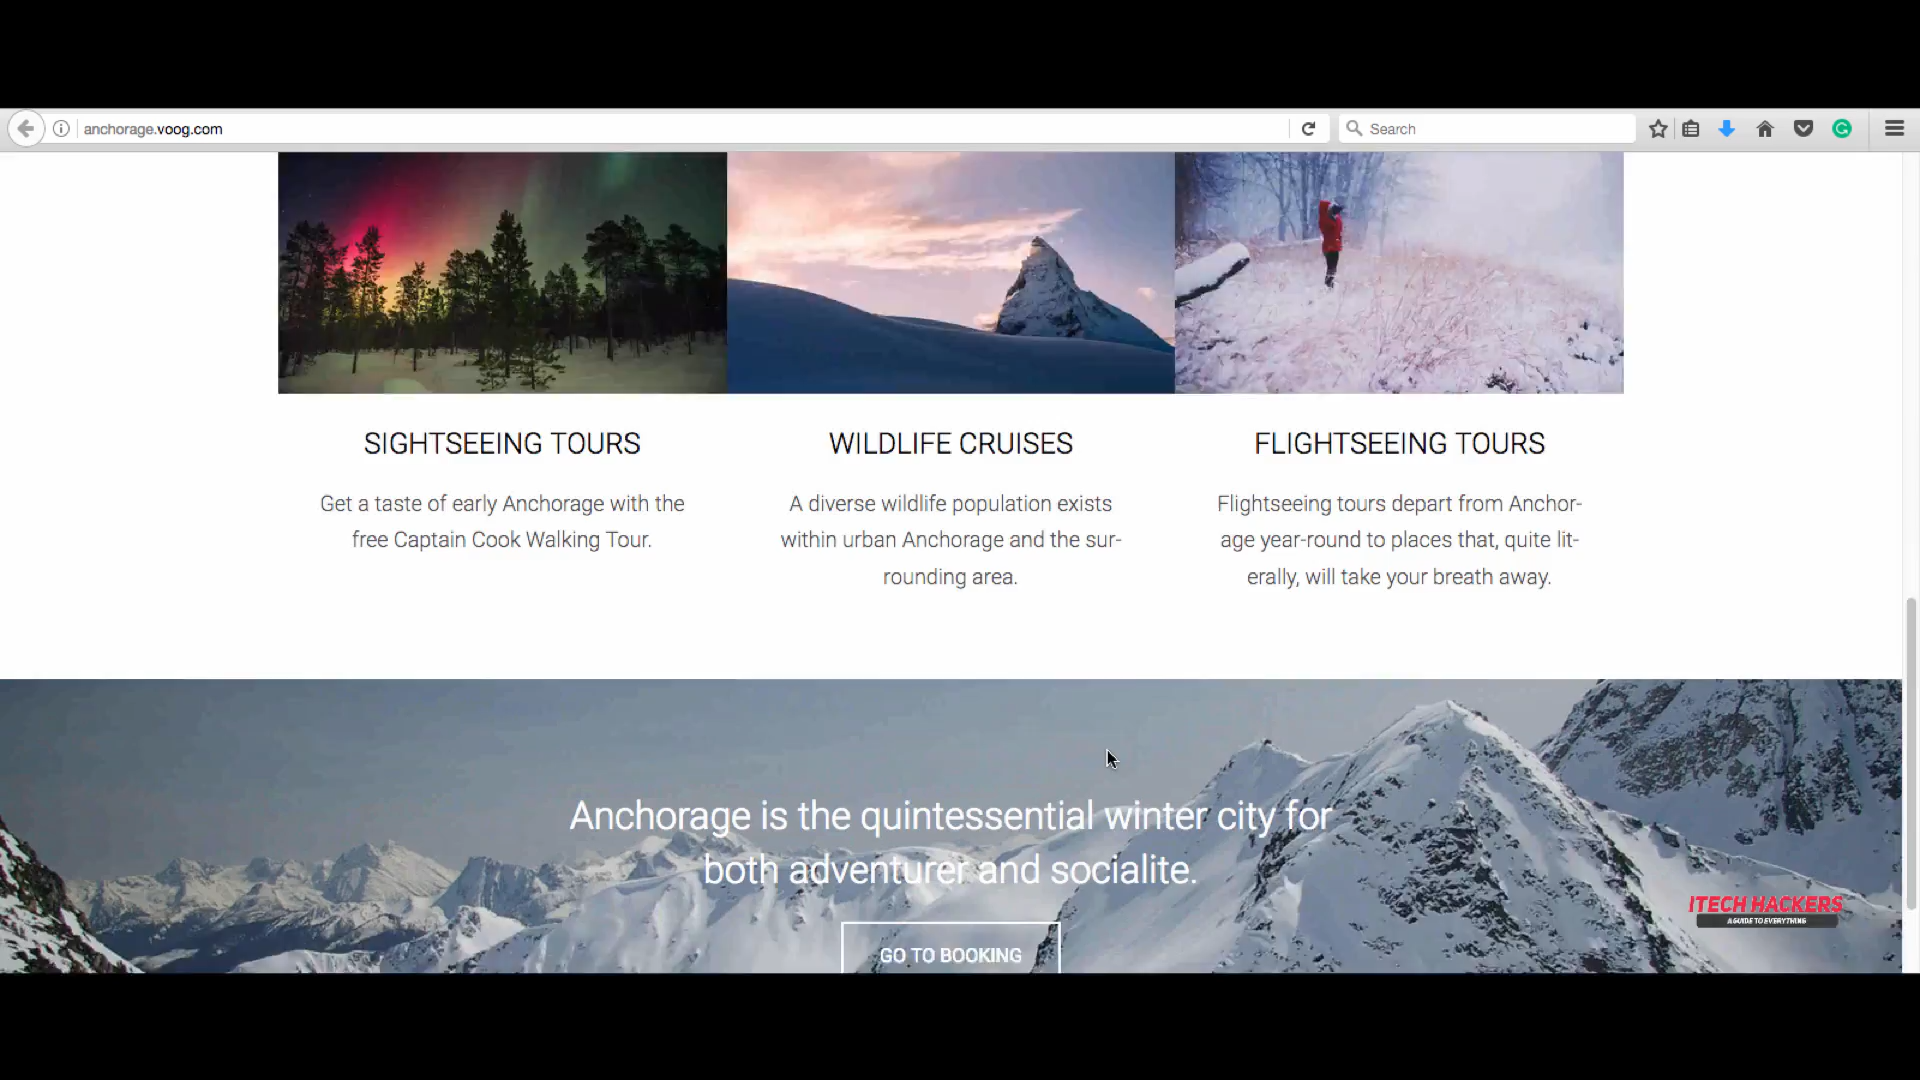 anchorage.voog.com
Search
SIGHTSEEING TOURS
Get a taste of early Anchorage with the
free Captain Cook Walking Tour.
WILDLIFE CRUISES
A diverse wildlife population exists
within urban Anchorage and the sur-
rounding area.
FLIGHTSEEING TOURS
Flightseeing tours depart from Anchor-
age year-round to places that, quite lit-
erally, will take your breath away.
Anchorage is the quintessential winter city for
both adventurer and socialite.
GO TO BOOKING
ITECH HACKERS
A GUIDE TO EVERYTHING